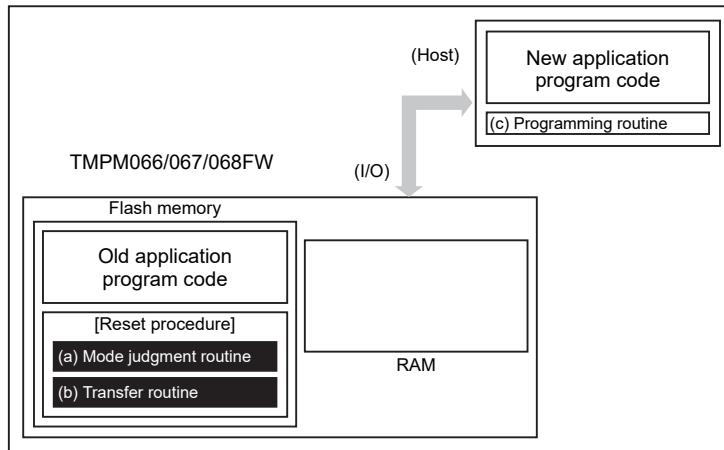 (Host)
New application
program code
(c) Programming routine
TMPM066/067/068FW
(I/O)
Flash memory
Old application
program code
[Reset procedure]
(a) Mode judgment routine
(b) Transfer routine
RAM